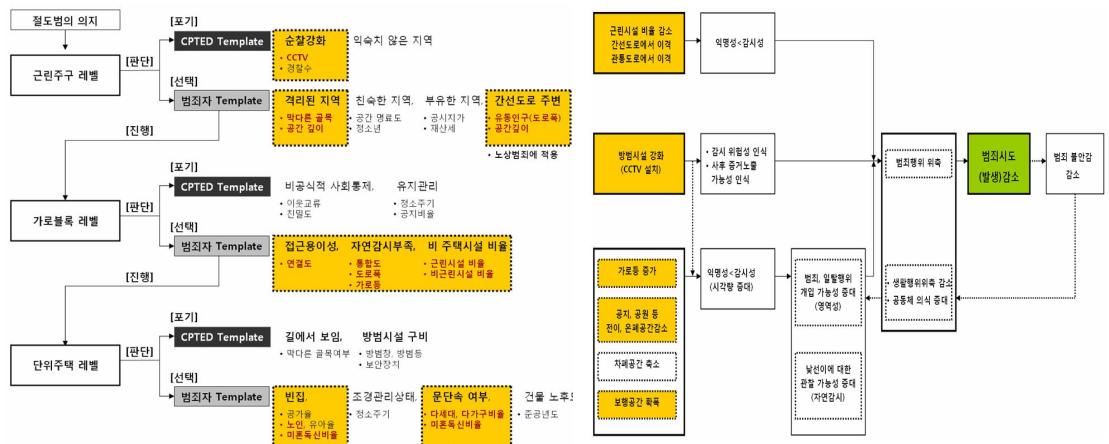 절도범의 의지
근린주구 레벨
[판단]
[포기]
CPTED Template
순찰강화
• CCTV
• 경찰수
익숙치 않은 지역
[선택]
범죄자 Template
격리된 지역
• 막다른 골목
• 공간 깊이
친숙한 지역,
• 공간 명료도
• 청소년
부유한 지역,
• 공시지가
• 재산세
간선도로 주변
• 유동인구(도로폭)
• 공간깊이
• 노상범죄에 적용
[진행]
가로블록 레벨
[판단]
[포기]
CPTED Template
비공식적 사회통제,
• 이웃교류
• 친밀도
유지관리
• 청소주기
• 공지비율
[선택]
범죄자 Template
접근용이성,
• 연결도
자연감시부족,
• 통합도
• 도로폭
• 가로등
비 주택시설 비율
• 근린시설 비율
• 비근린시설 비율
[진행]
단위주택 레벨
[판단]
[포기]
CPTED Template
길에서 보임,
• 막다른 골목여부
방범시설 구비
• 방범창, 방범등
• 보안장치
[선택]
범죄자 Template
빈집,
• 공가율
• 노인, 유아율
• 미혼독신비율
조경관리상태,
• 청소주기
문단속 여부,
• 다세대, 다가구비율
• 미혼독신비율
건물 노후도
• 준공년도
근린시설 비율 감소
간선도로에서 이격
관통도로에서 이격
익명성<감시성
방범시설 강화
(CCTV 설치)
• 감시 위험성 인식
• 사후 증거노출
가능성 인식
가로등 증가
공지, 공원 등
전이, 은폐공간감소
차폐공간 축소
보행공간 확폭
익명성<감시성
(시각량 증대)
범죄, 일탈행위
개입 가능성 증대
(영역성)
낯선이에 대한
관찰 가능성 증대
(자연감시)
범죄행위 위축
• 생활행위위축 감소
• 공동체 의식 증대
범죄시도
(발생)감소
범죄 불안감
감소